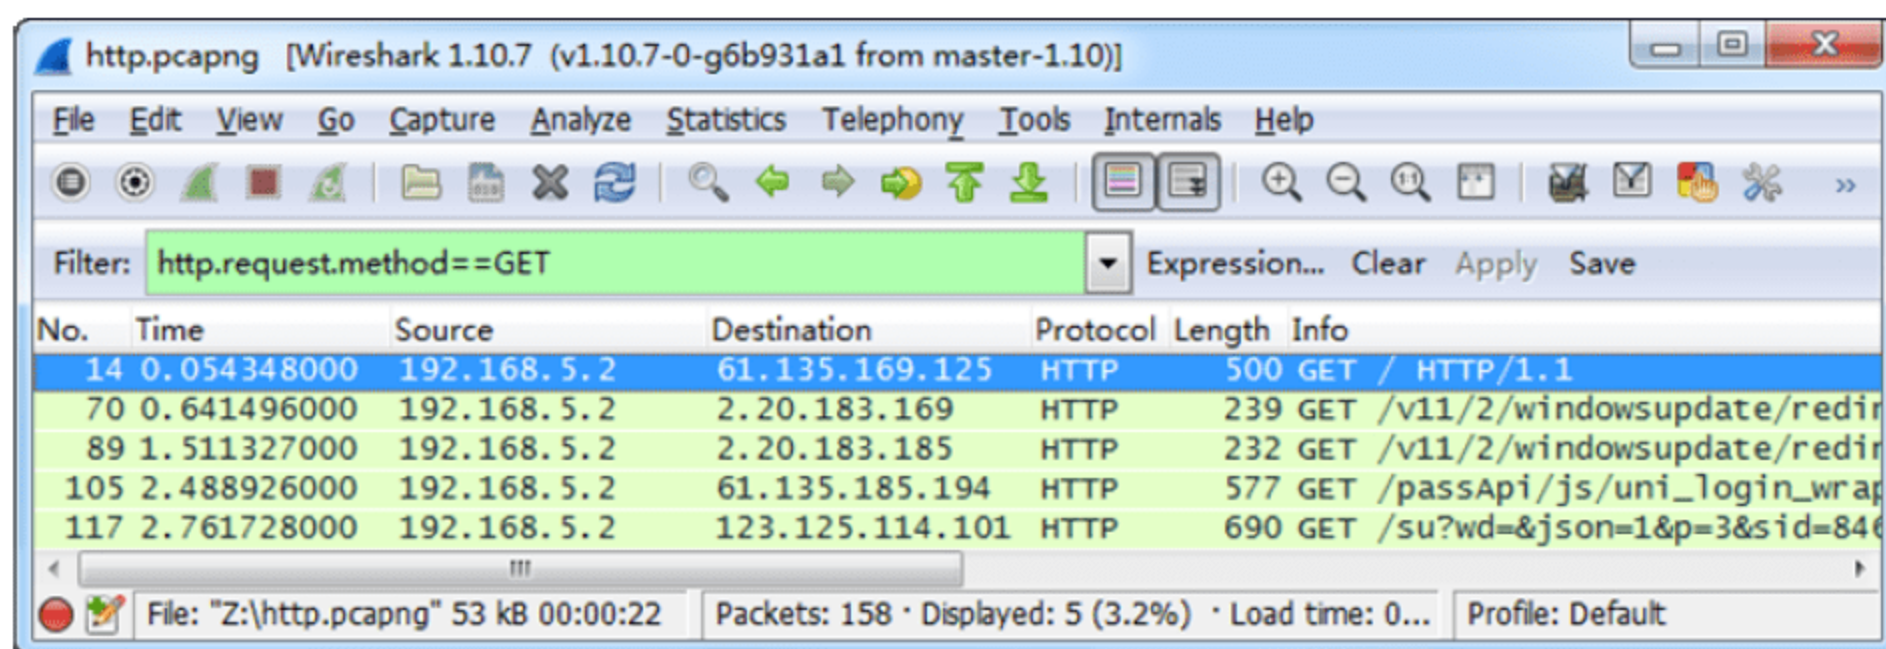 http.pcapng [Wireshark 1.10.7 (v1.10.7-0-g6b931a1 from master-1.10)]
File Edit View Go Capture Analyze Statistics Telephony Tools Internals Help
Filter: http.request.method==GET Expression... Clear Apply Save
No. Time Source Destination Protocol Length Info
14 0.054348000 192.168.5.2 61.135.169.125 HTTP 500 GET / HTTP/1.1
70 0.641496000 192.168.5.2 2.20.183.169 HTTP 239 GET /v11/2/windowsupdate/redir
89 1.511327000 192.168.5.2 2.20.183.185 HTTP 232 GET /v11/2/windowsupdate/redir
105 2.488926000 192.168.5.2 61.135.185.194 HTTP 577 GET /passApi/js/uni_login_wrap
117 2.761728000 192.168.5.2 123.125.114.101 HTTP 690 GET /su?wd=&json=1&p=3&sid=846
File: "Z:\http.pcapng" 53 kB 00:00:22 Packets: 158 · Displayed: 5 (3.2%) · Load time: 0... Profile: Default